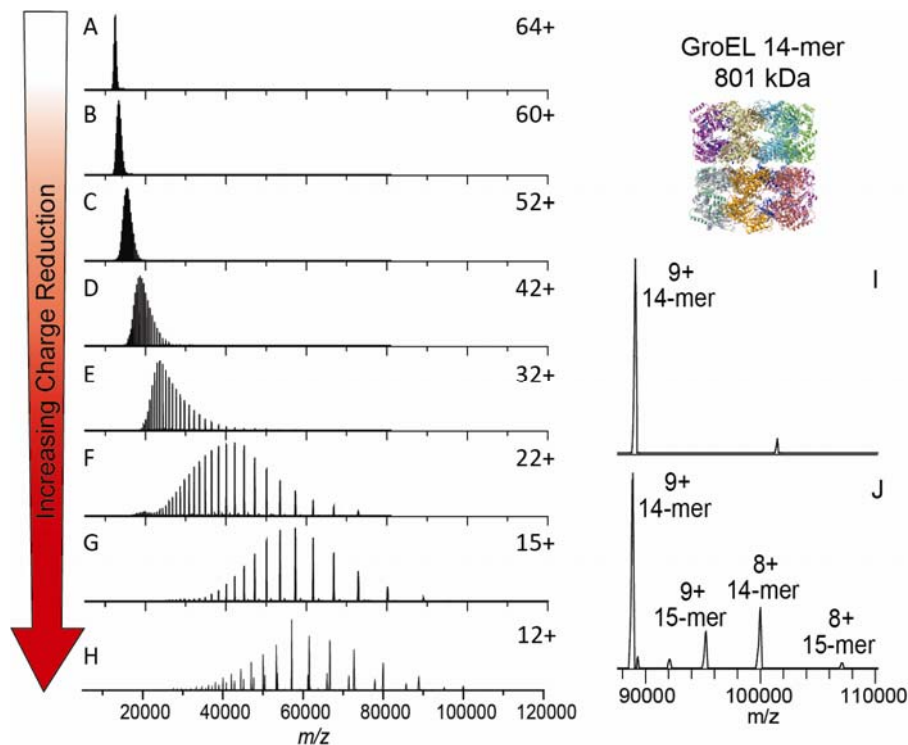 Increasing Charge Reduction
A
64+
B
60+
C
52+
D
42+
E
32+
F
22+
G
15+
H
12+
20000 40000 60000 80000 100000 120000
m/z
GroEL 14-mer
801 kDa
I
9+
14-mer
J
9+
14-mer
9+
15-mer
8+
14-mer
8+
15-mer
90000 100000 110000
m/z